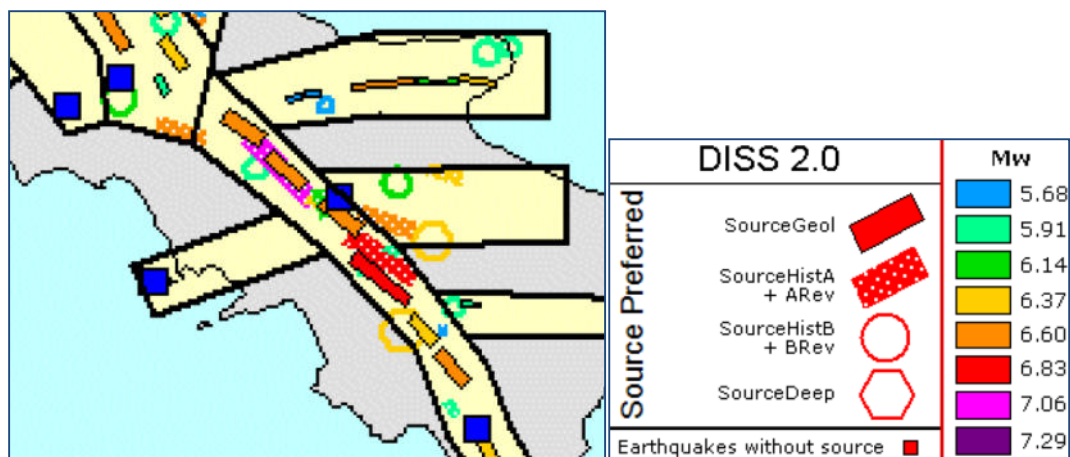 DISS 2.0
Mw
Source Preferred
SourceGeol
SourceHistA
+ ARev
SourceHistB
+ BRev
SourceDeep
Earthquakes without source
5.68
5.91
6.14
6.37
6.60
6.83
7.06
7.29